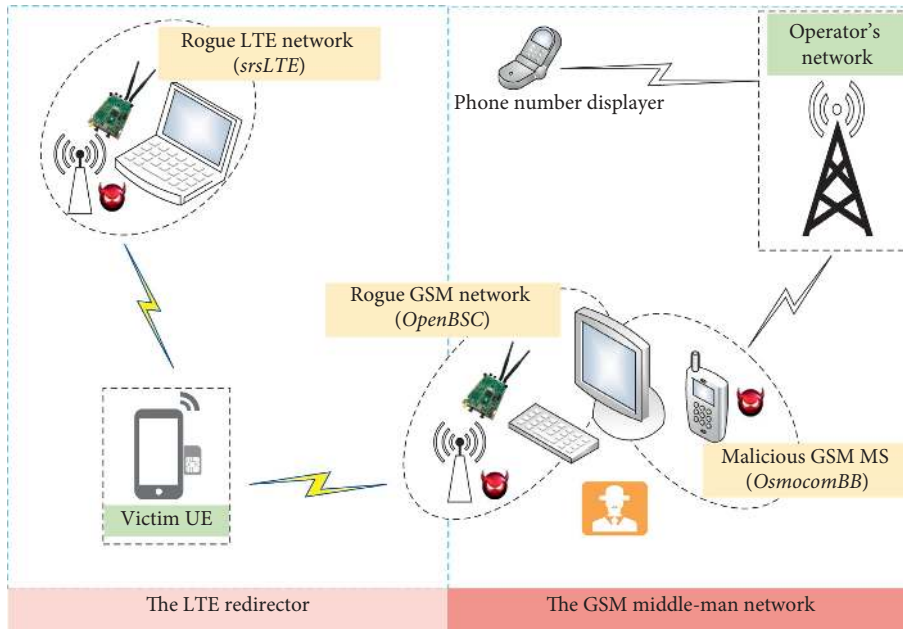 Rogue LTE network
(srsLTE)
Operator's
network
Phone number displayer
Rogue GSM network
(OpenBSC)
Malicious GSM MS
(OsmocomBB)
Victim UE
The LTE redirector
The GSM middle-man network